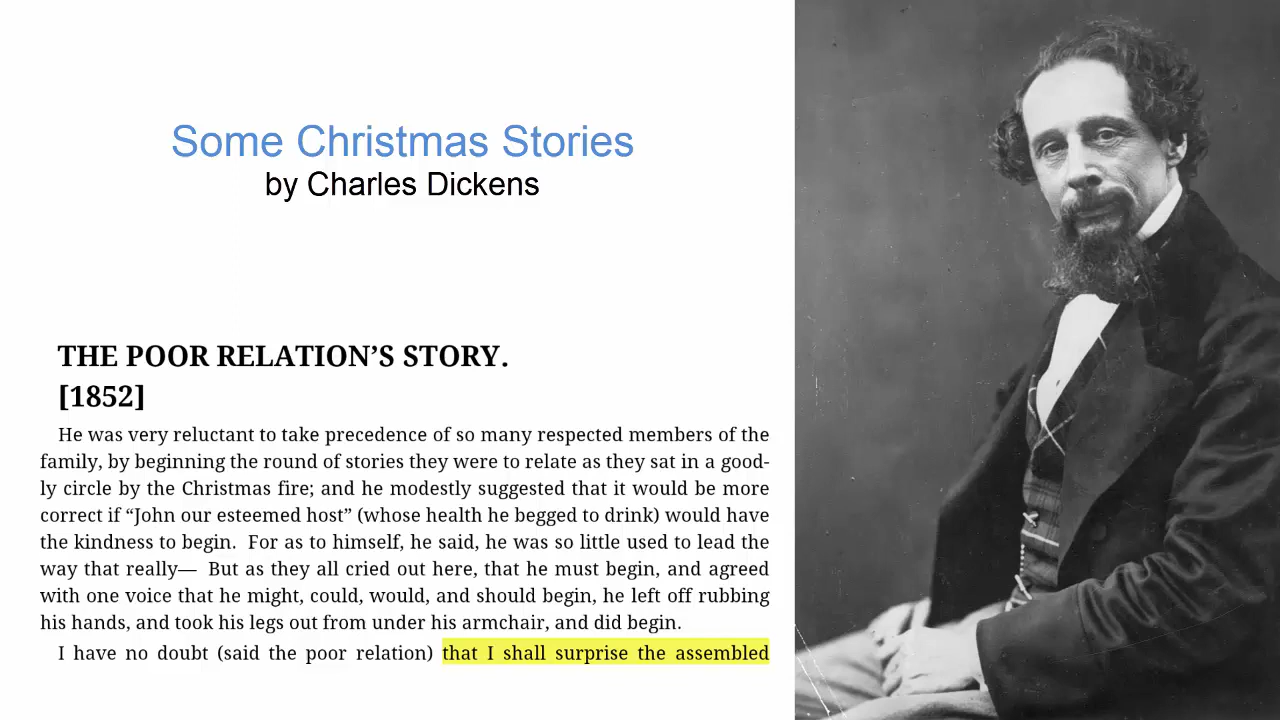 Some Christmas Stories
by Charles Dickens
THE POOR RELATION’S STORY.
[1852]
He was very reluctant to take precedence of so many respected members of the
family, by beginning the round of stories they were to relate as they sat in a good-
ly circle by the Christmas fire; and he modestly suggested that it would be more
correct if “John our esteemed host” (whose health he begged to drink) would have
the kindness to begin.  For as to himself, he said, he was so little used to lead the
way that really—  But as they all cried out here, that he must begin, and agreed
with one voice that he might, could, would, and should begin, he left off rubbing
his hands, and took his legs out from under his armchair, and did begin.
I have no doubt (said the poor relation) that I shall surprise the assembled